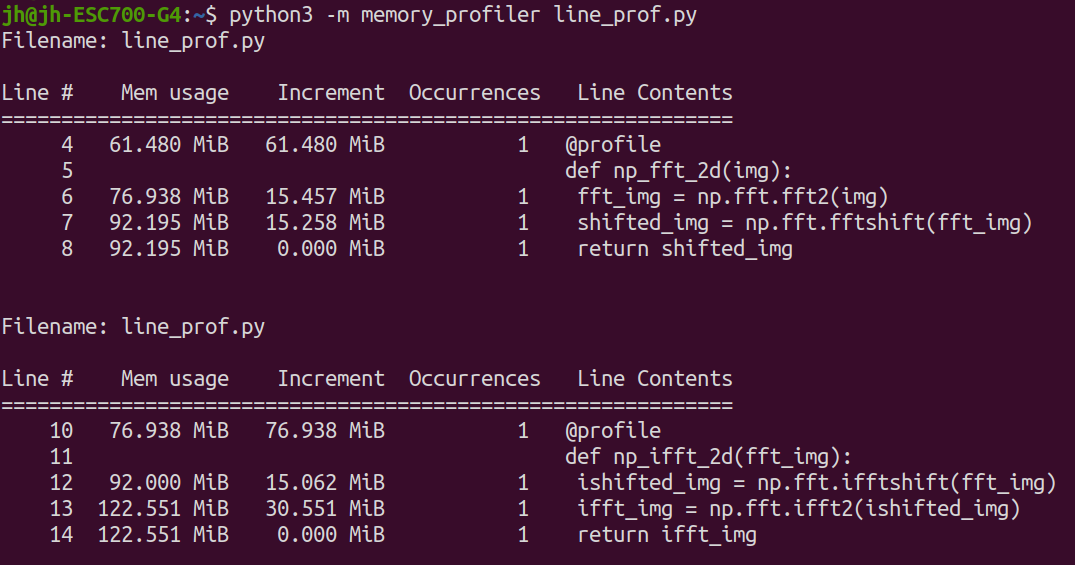 jh@jh-ESC700-G4:~$ python3 -m memory_profiler line_prof.py
Filename: line_prof.py
Line #    Mem usage    Increment  Occurrences   Line Contents
=============================================================
     4   61.480 MiB   61.480 MiB           1   @profile
     5                                         def np_fft_2d(img):
     6   76.938 MiB   15.457 MiB           1    fft_img = np.fft.fft2(img)
     7   92.195 MiB   15.258 MiB           1    shifted_img = np.fft.fftshift(fft_img)
     8   92.195 MiB    0.000 MiB           1    return shifted_img
Filename: line_prof.py
Line #    Mem usage    Increment  Occurrences   Line Contents
=============================================================
    10   76.938 MiB   76.938 MiB           1   @profile
    11                                         def np_ifft_2d(fft_img):
    12   92.000 MiB   15.062 MiB           1    ishifted_img = np.fft.ifftshift(fft_img)
    13  122.551 MiB   30.551 MiB           1    ifft_img = np.fft.ifft2(ishifted_img)
    14  122.551 MiB    0.000 MiB           1    return ifft_img